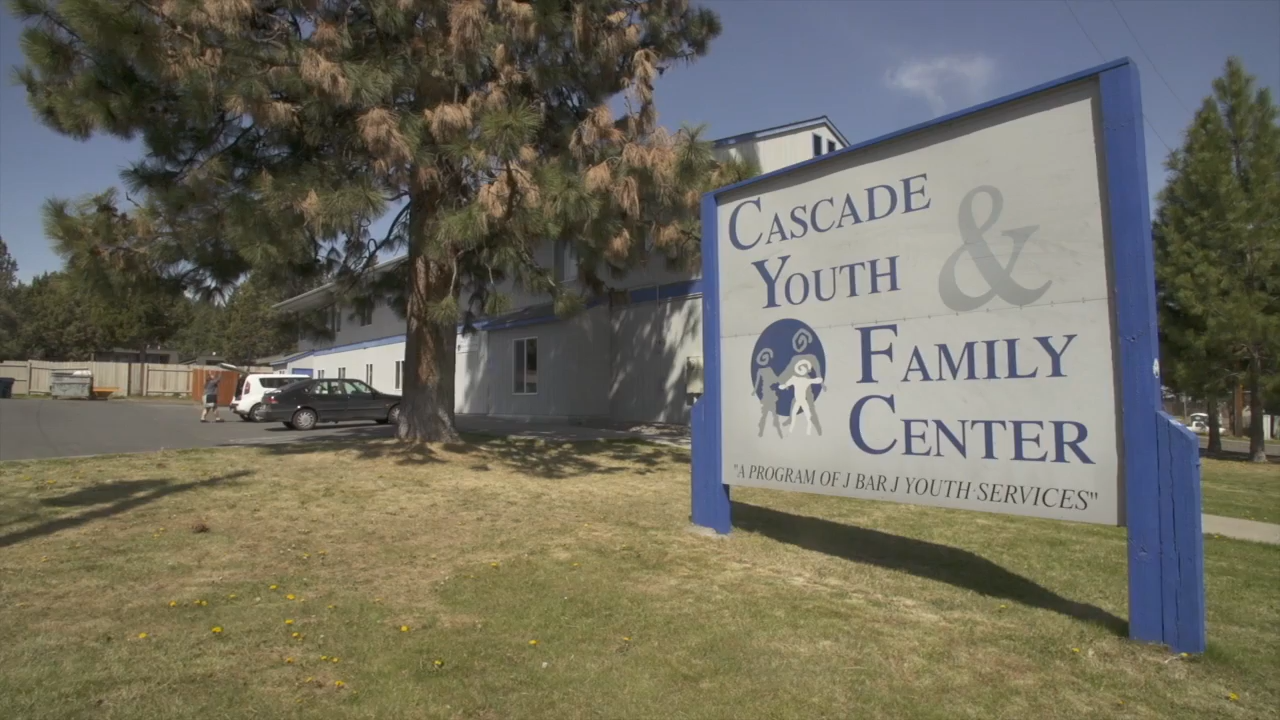 CASCADE
YOUTH &
FAMILY
CENTER
"A PROGRAM OF J BAR J YOUTH SERVICES"